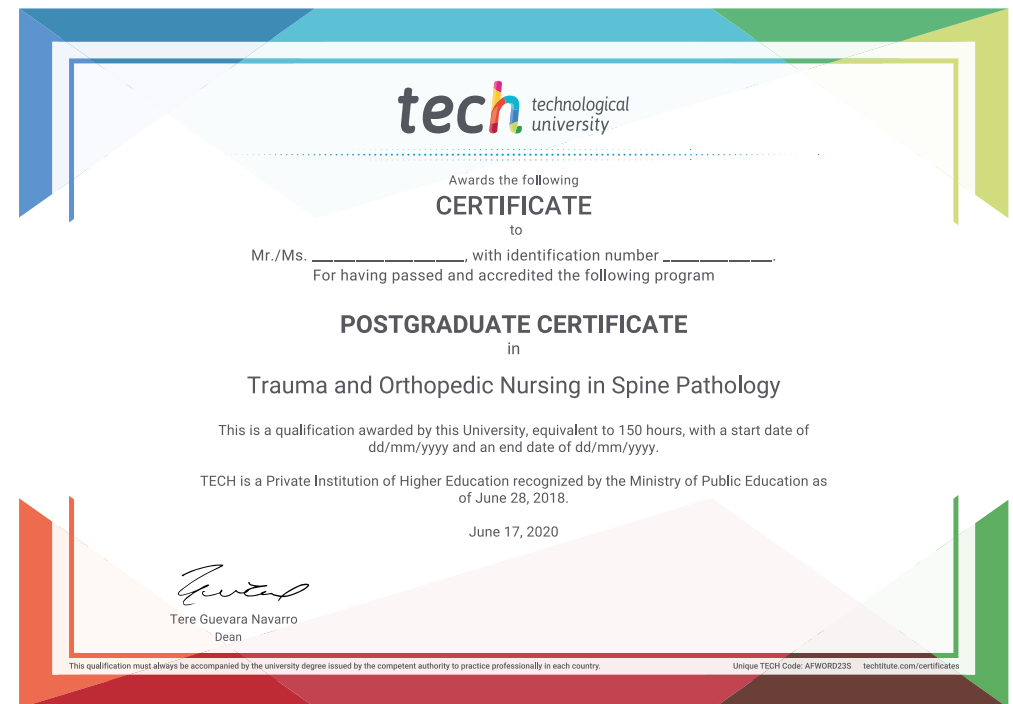 tech technological
university
Awards the following
CERTIFICATE
to
Mr./Ms. _________________, with identification number ____________.
For having passed and accredited the following program
POSTGRADUATE CERTIFICATE
in
Trauma and Orthopedic Nursing in Spine Pathology
This is a qualification awarded by this University, equivalent to 150 hours, with a start date of
dd/mm/yyyy and an end date of dd/mm/yyyy.
TECH is a Private Institution of Higher Education recognized by the Ministry of Public Education as
of June 28, 2018.
June 17, 2020
Tere Guevara Navarro
Dean
This qualification must always be accompanied by the university degree issued by the competent authority to practice professionally in each country.
Unique TECH Code: AFWORD23S techtitute.com/certificates